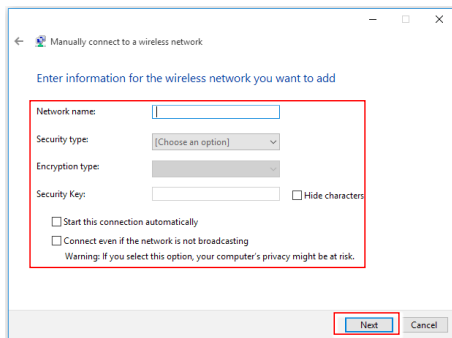 Manually connect to a wireless network
Enter information for the wireless network you want to add
Network name:
Security type: [Choose an option]
Encryption type:
Security Key: Hide characters
Start this connection automatically
Connect even if the network is not broadcasting
Warning: If you select this option, your computer's privacy might be at risk.
Next Cancel